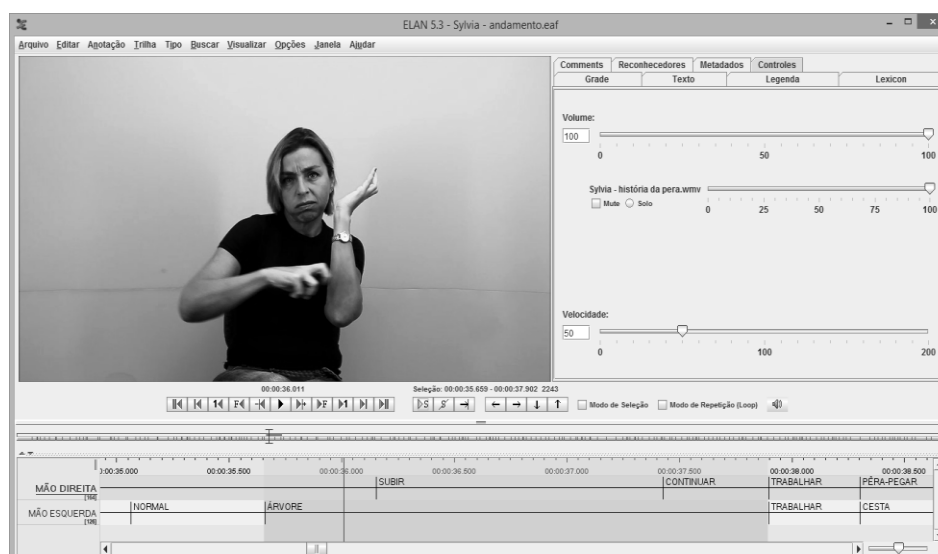 ELAN 5.3 - Sylvia - andamento.eaf
Arquivo Editar Anotação Trilha Tipo Buscar Visualizar Opções Janela Ajudar
Comments Reconhecedores Metadados Controles
Grade Texto Legenda Lexicon
Volume:
100
0 50 100
Sylvia - história da pera.wmv
Mute Solo
0 25 50 75 100
Velocidade:
50
0 100 200
00:00:36.011 Seleção: 00:00:35.659 - 00:00:37.902 2243
1 F F 1 S S Modo de Seleção Modo de Repetição (Loop)
0:00:35.000 00:00:35.500 00:00:36.000 00:00:36.500 00:00:37.000 00:00:37.500 00:00:38.000 00:00:38.500
MÃO DIREITA SUBIR CONTINUAR TRABALHAR PÊRA-PEGAR
[164]
MÃO ESQUERDA NORMAL ÁRVORE TRABALHAR CESTA
[126]